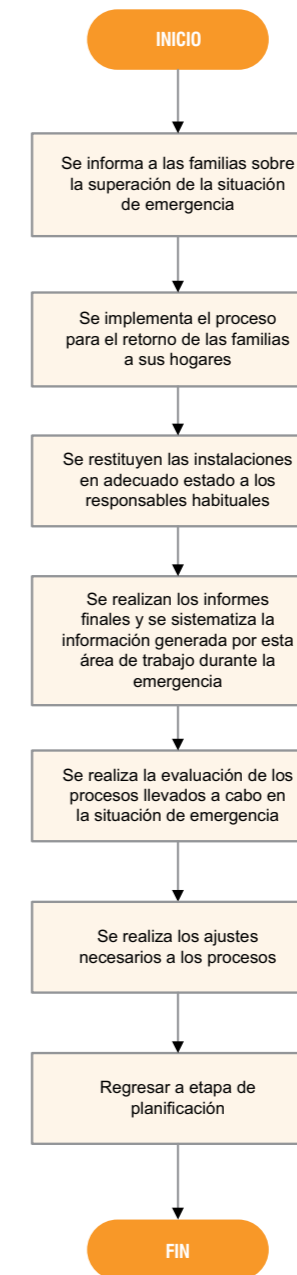 INICIO
Se informa a las familias sobre
la superación de la situación
de emergencia
Se implementa el proceso
para el retorno de las familias
a sus hogares
Se restituyen las instalaciones
en adecuado estado a los
responsables habituales
Se realizan los informes
finales y se sistematiza la
información generada por esta
área de trabajo durante la
emergencia
Se realiza la evaluación de los
procesos llevados a cabo en
la situación de emergencia
Se realiza los ajustes
necesarios a los procesos
Regresar a etapa de
planificación
FIN